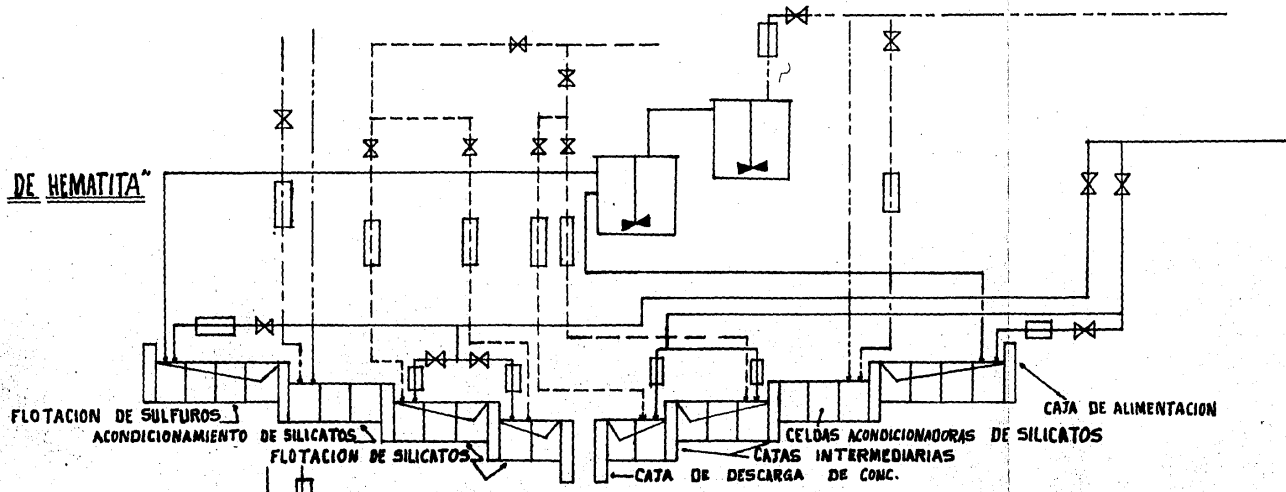 DE HEMATITA"
FLOTACION DE SULFUROS
ACONDICIONAMIENTO DE SILICATOS
FLOTACION DE SILICATOS
CAJA DE ALIMENTACION
CELDAS ACONDICIONADORAS DE SILICATOS
CATAS INTERMEDIARIAS
CAJA DE DESCARGA DE CONC.